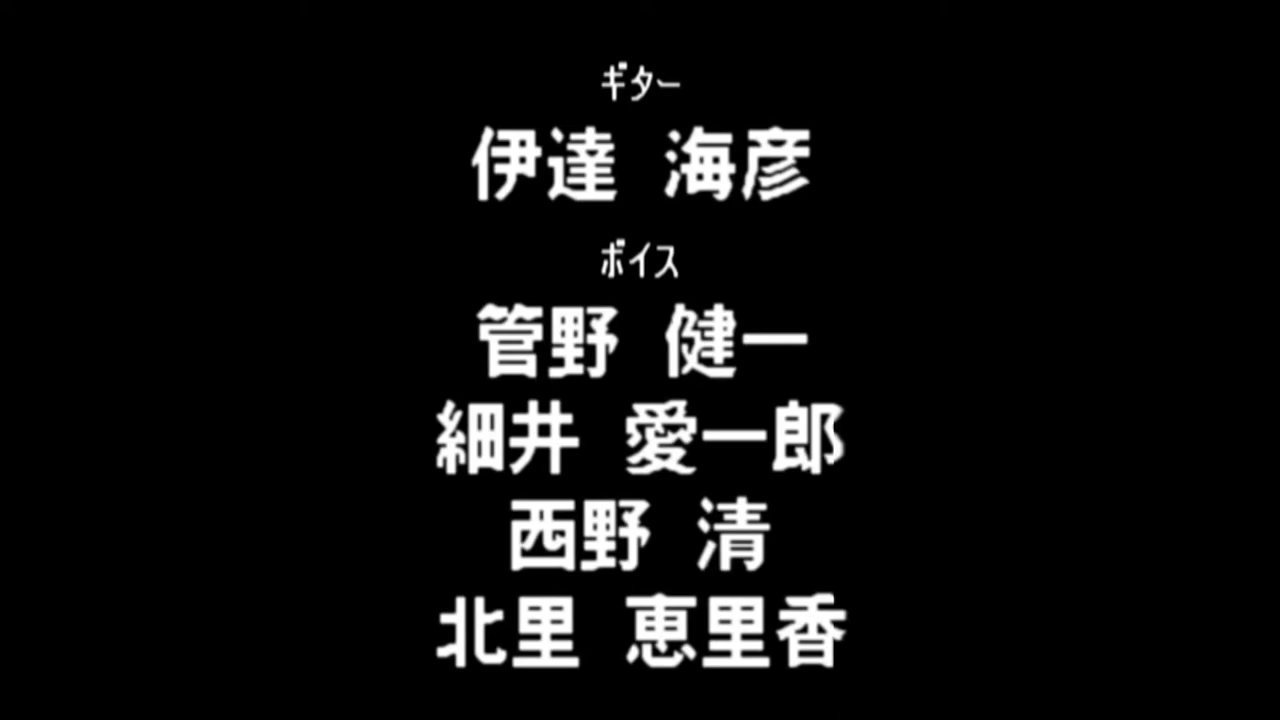 ギター
伊達 海彦
ボイス
管野 健一
細井 愛一郎
西野 清
北里 恵里香